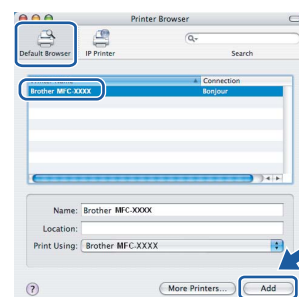 Printer Browser
Default Browser IP Printer Search
Connection
Brother MFC-XXXX Bonjour
Name: Brother MFC-XXXX
Location:
Print Using: Brother MFC-XXXX
? More Printers... Add